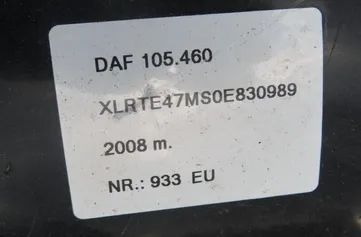 DAF 105.460
XLRTE47MS0E830989
2008 m.
NR.: 933 EU